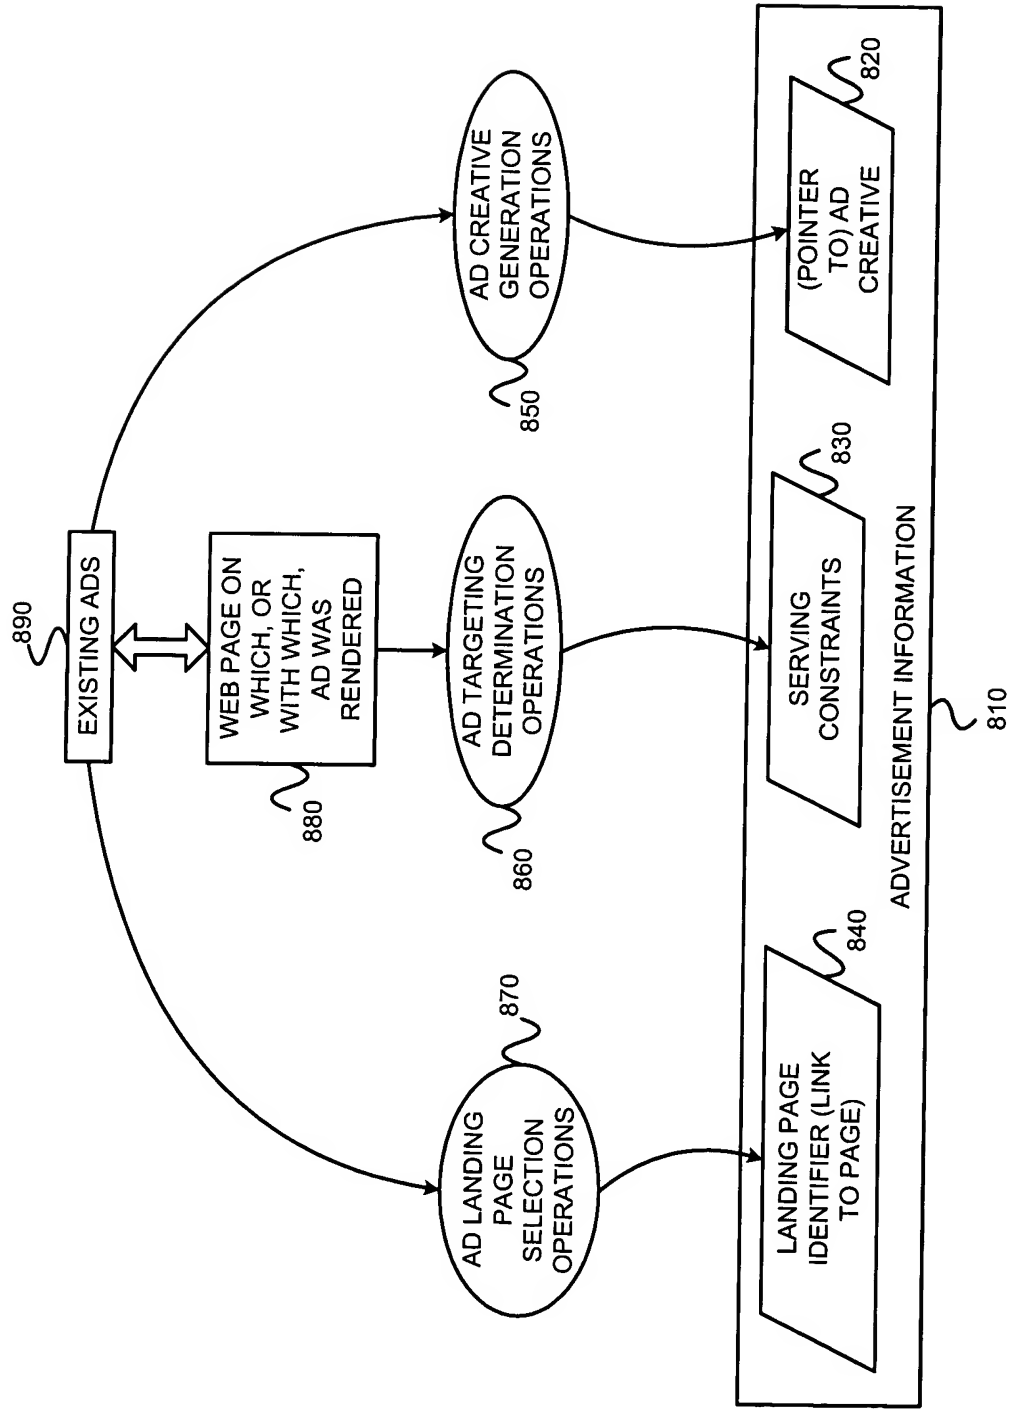 890
EXISTING ADS
WEB PAGE ON
WHICH, OR
WITH WHICH,
AD WAS
RENDERED
880
AD LANDING
PAGE
SELECTION
OPERATIONS
870
AD TARGETING
DETERMINATION
OPERATIONS
860
AD CREATIVE
GENERATION
OPERATIONS
850
LANDING PAGE
IDENTIFIER (LINK
TO PAGE)
840
SERVING
CONSTRAINTS
830
(POINTER
TO) AD
CREATIVE
820
ADVERTISEMENT INFORMATION
810